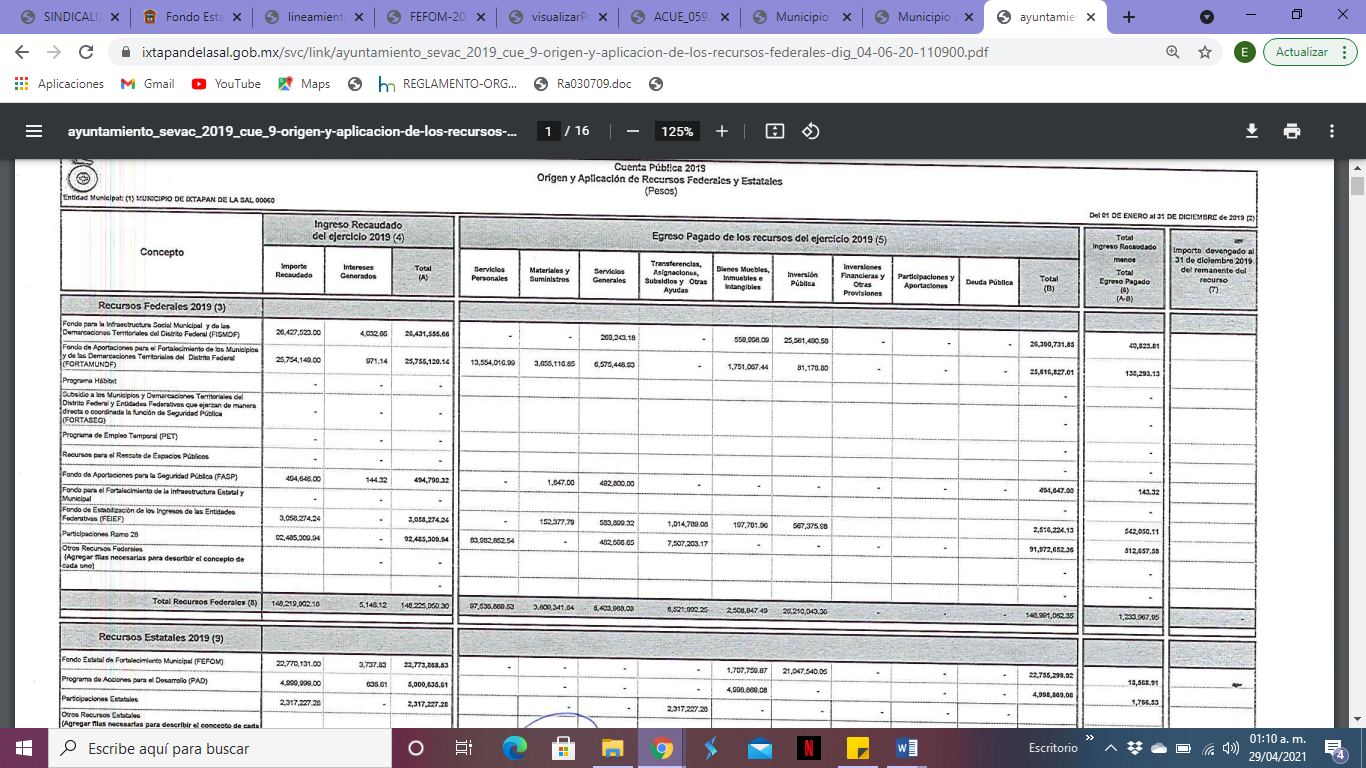 SINDICALIZ
Fondo Esta
lineamient
FEFOM-20
visualizarP
ACUE_059.
Municipio
Municipio
ayuntamie
ixtapandelasal.gob.mx/svc/link/ayuntamiento_sevac_2019_cue_9-origen-y-aplicacion-de-los-recursos-federales-dig_04-06-20-110900.pdf
E
Actualizar
Aplicaciones
Gmail
YouTube
Maps
REGLAMENTO-ORG...
Ra030709.doc
ayuntamiento_sevac_2019_cue_9-origen-y-aplicacion-de-los-recursos-...
1 / 16
125%
Cuenta Pública 2019
Origen y Aplicación de Recursos Federales y Estatales
(Pesos)
Entidad Municipal: (1) MUNICIPIO DE IXTAPAN DE LA SAL 00060
Del 01 DE ENERO al 31 DE DICIEMBRE de 2019 (2)
Concepto
Ingreso Recaudado del ejercicio 2019 (4)
Egreso Pagado de los recursos del ejercicio 2019 (5)
Total Ingreso Recaudado menos Total Egreso Pagado (6) (A-B)
Importe devengado al 31 de diciembre 2019 del remanente del recurso (7)
Importe Recaudado
Intereses Generados
Total (A)
Servicios Personales
Materiales y Suministros
Servicios Generales
Transferencias, Asignaciones, Subsidios y Otras Ayudas
Bienes Muebles, Inmuebles e Intangibles
Inversión Pública
Inversiones Financieras y Otras Provisiones
Participaciones y Aportaciones
Deuda Pública
Total (B)
Recursos Federales 2019 (3)
Fondo para la Infraestructura Social Municipal y de las Demarcaciones Territoriales del Distrito Federal (FISMDF) 26,427,523.00 4,032.66 26,431,555.66 - - 269,243.18 - 559,998.09 25,561,490.58 - - - 26,390,731.85 40,823.81
Fondo de Aportaciones para el Fortalecimiento de los Municipios y de las Demarcaciones Territoriales del Distrito Federal (FORTAMUNDF) 25,754,149.00 971.14 25,755,120.14 13,554,016.99 3,655,116.85 6,575,446.93 - 1,751,067.44 81,178.80 - - - 25,616,827.01 138,293.13
Programa Hábitat - - - - -
Subsidio a los Municipios y Demarcaciones Territoriales del Distrito Federal y Entidades Federativas que ejerzan de manera directa o coordinada la función de Seguridad Pública (FORTASEG) - - - - -
Programa de Empleo Temporal (PET) - - - - -
Recursos para el Rescate de Espacios Públicos - - - - -
Fondo de Aportaciones para la Seguridad Pública (FASP) 494,646.00 144.32 494,790.32 - 1,847.00 492,800.00 - - - - - - 494,647.00 143.32
Fondo para el Fortalecimiento de la Infraestructura Estatal y Municipal - - - - -
Fondo de Estabilización de los Ingresos de las Entidades Federativas (FEIEF) 3,058,274.24 - 3,058,274.24 - 152,377.79 583,899.32 1,014,789.08 197,781.96 567,375.98 2,516,224.13 542,050.11
Participaciones Ramo 28 92,485,309.94 - 92,485,309.94 83,982,652.54 - 482,506.65 7,507,203.17 - - - - - 91,972,652.36 512,657.58
Otros Recursos Federales
(Agregar filas necesarias para describir el concepto de cada uno) - - - -
Total Recursos Federales (8) 148,219,902.18 5,148.12 148,225,050.30 97,536,669.53 3,809,341.64 8,403,968.03 8,521,992.25 2,508,847.49 26,210,043.36 - - - 146,991,062.35 1,233,967.95 -
Recursos Estatales 2019 (9)
Fondo Estatal de Fortalecimiento Municipal (FEFOM) 22,770,131.00 3,737.83 22,773,868.83 - - - - 1,707,759.87 21,047,540.05 - - - 22,755,299.92 18,568.91
Programa de Acciones para el Desarrollo (PAD) 4,999,999.00 636.61 5,000,635.61 - - - - 4,998,869.08 - - - - 4,998,869.08 1,766.53
Participaciones Estatales 2,317,227.28 - 2,317,227.28 - - 2,317,227.28 - - - -
Otros Recursos Estatales
(Agregar filas necesarias para describir el concepto de cada
Escribe aquí para buscar
Escritorio
01:10 a. m.
29/04/2021
4